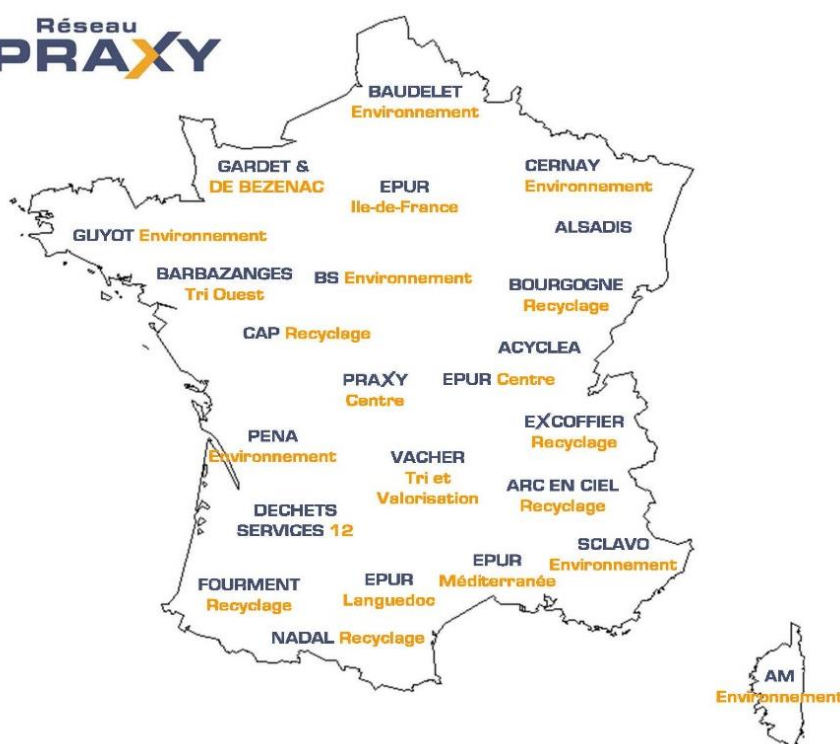 Réseau
PRAXY
BAUDELET
Environnement
GARDET &
DE BEZENAC
EPUR
Ile-de-France
CERNAY
Environnement
ALSADIS
GUYOT Environnement
BARBAZANGES
Tri Ouest
BS Environnement
BOURGOGNE
Recyclage
CAP Recyclage
ACYCLEA
PRAXY
Centre
EPUR Centre
EXCOFFIER
Recyclage
PENA
Environnement
VACHER
Tri et
Valorisation
ARC EN CIEL
Recyclage
DECHETS
SERVICES 12
SCLAVO
Environnement
EPUR
Méditerranée
EPUR
Languedoc
FOURMENT
Recyclage
NADAL Recyclage
AM
Environnement